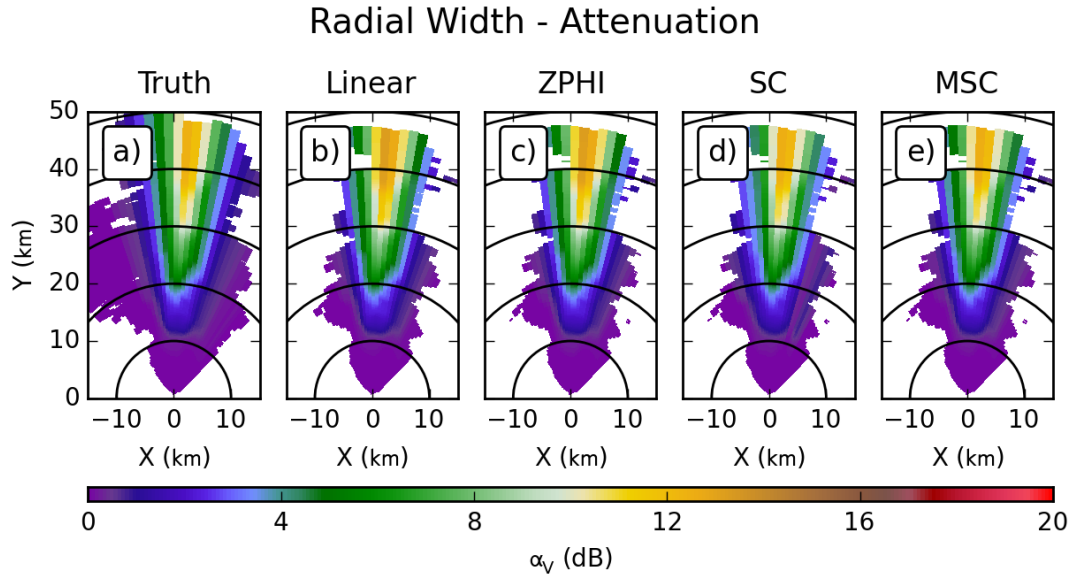 Radial Width - Attenuation
Truth Linear ZPHI SC MSC
a) b) c) d) e)
50
40
30
20
10
0
Y (km)
−10 0 10 −10 0 10 −10 0 10 −10 0 10 −10 0 10
X (km) X (km) X (km) X (km) X (km)
0 4 8 12 16 20
αV (dB)